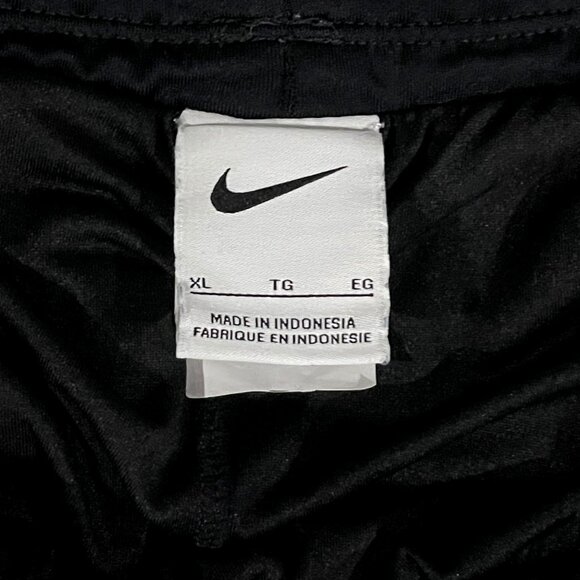 XL TG EG
MADE IN INDONESIA
FABRIQUE EN INDONESIE